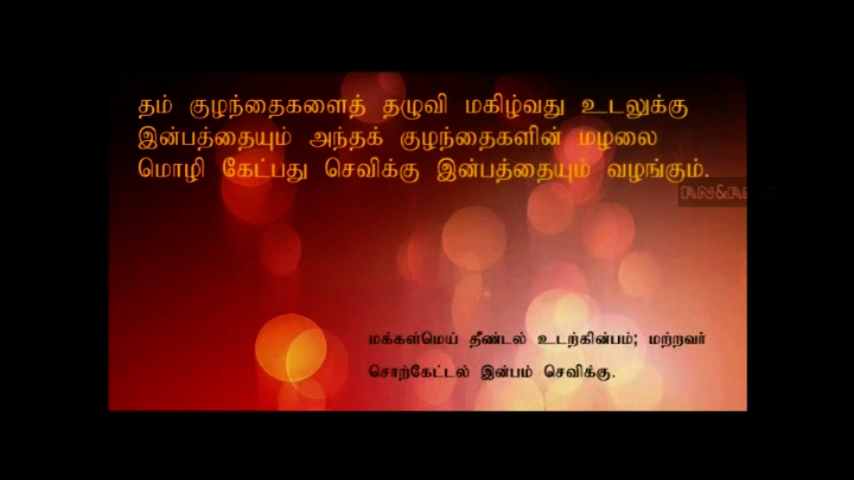 தம் குழந்தைகளைத் தழுவி மகிழ்வது உடலுக்கு
இன்பத்தையும் அந்தக் குழந்தைகளின் மழலை
மொழி கேட்பது செவிக்கு இன்பத்தையும் வழங்கும்.
மக்கள்மெய் தீண்டல் உடற்கின்பம்; மற்றவர்
சொற்கேட்டல் இன்பம் செவிக்கு.